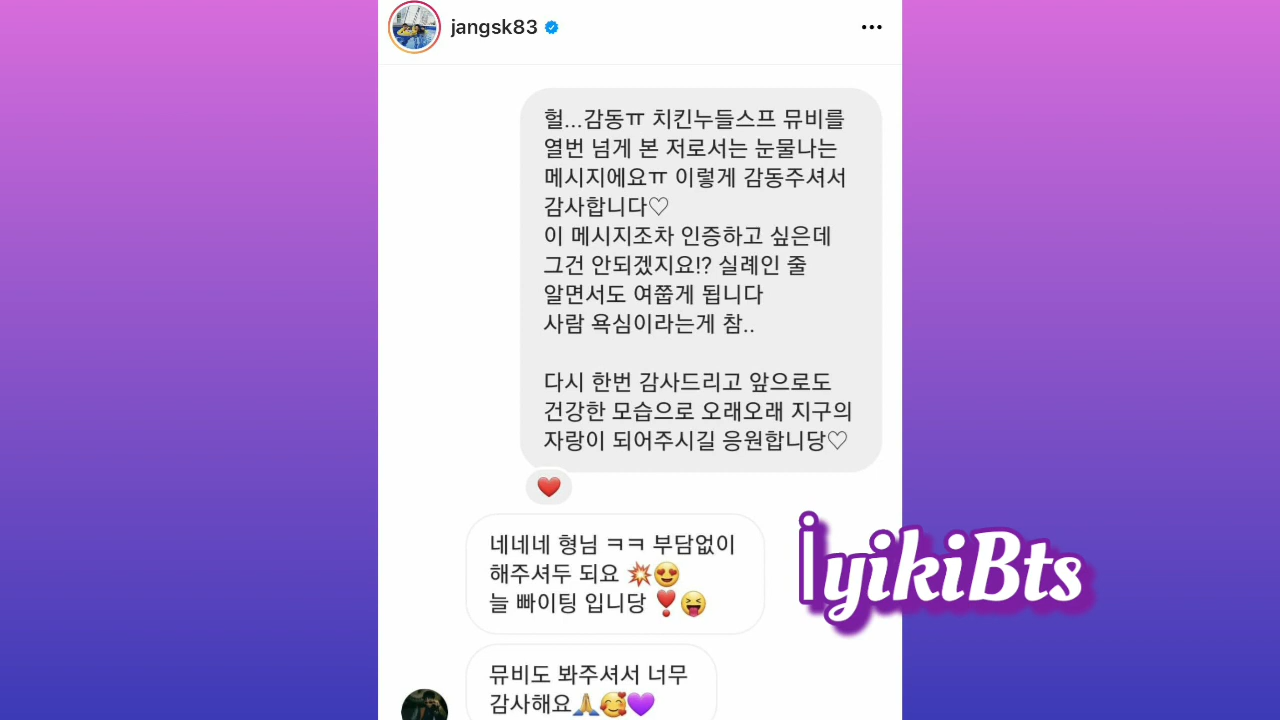 jangsk83
헐...감동ㅠ 치킨누들스프 뮤비를
열번 넘게 본 저로서는 눈물나는
메시지에요ㅠ 이렇게 감동주셔서
감사합니다♡
이 메시지조차 인증하고 싶은데
그건 안되겠지요!? 실례인 줄
알면서도 여쭙게 됩니다
사람 욕심이라는게 참..
다시 한번 감사드리고 앞으로도
건강한 모습으로 오래오래 지구의
자랑이 되어주시길 응원합니당♡
❤️
네네네 형님 ㅋㅋ 부담없이
해주셔두 되요 💥😍
늘 빠이팅 입니당 ❣️😝
뮤비도 봐주셔서 너무
감사해요🙏🥰💜
İyikiBts